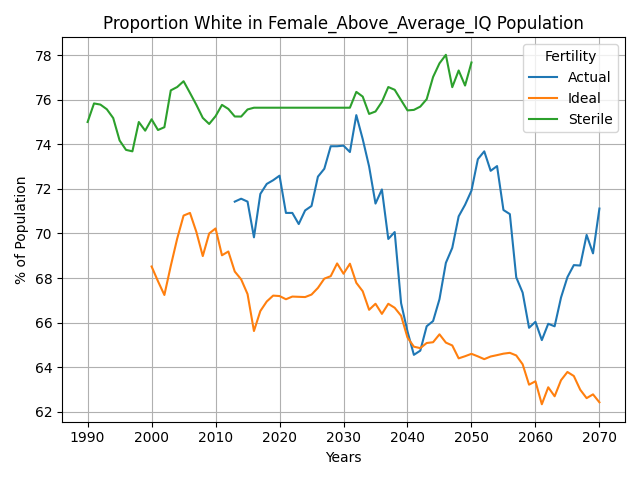 Proportion White in Female_Above_Average_IQ Population
% of Population
78
76
74
72
70
68
66
64
62
Fertility
Actual
Ideal
Sterile
1990 2000 2010 2020 2030 2040 2050 2060 2070
Years